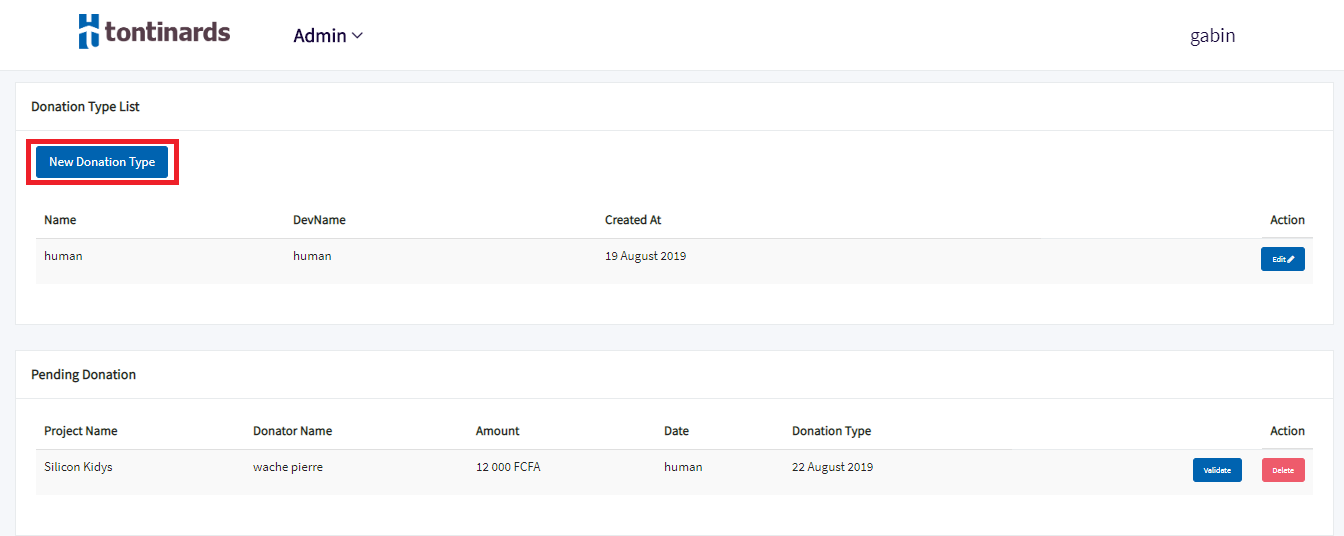 tontinards Admin gabin
Donation Type List
New Donation Type
Name DevName Created At Action
human human 19 August 2019 Edit
Pending Donation
Project Name Donator Name Amount Date Donation Type Action
Silicon Kidys wache pierre 12 000 FCFA human 22 August 2019 Validate Delete